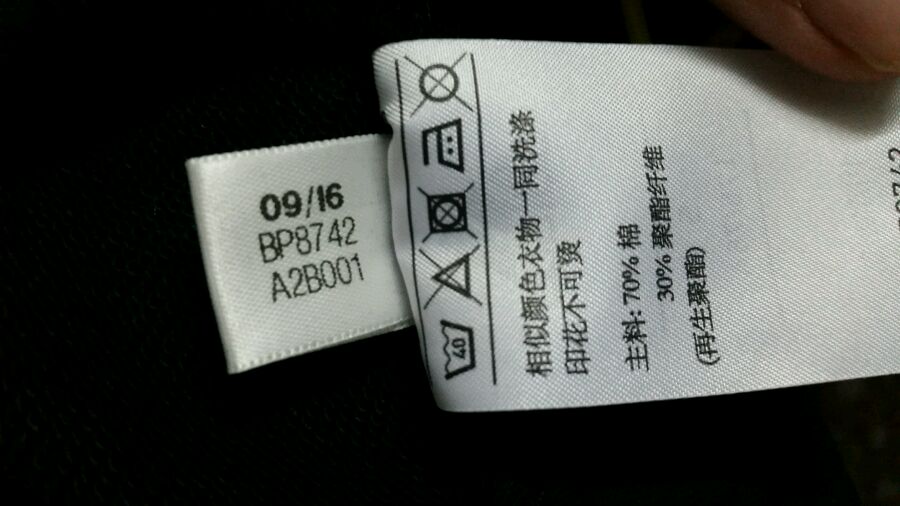 09/16
BP8742
A2B001
40
相似颜色衣物一同洗涤
印花不可烫
主料: 70% 棉
30% 聚酯纤维
(再生聚酯)